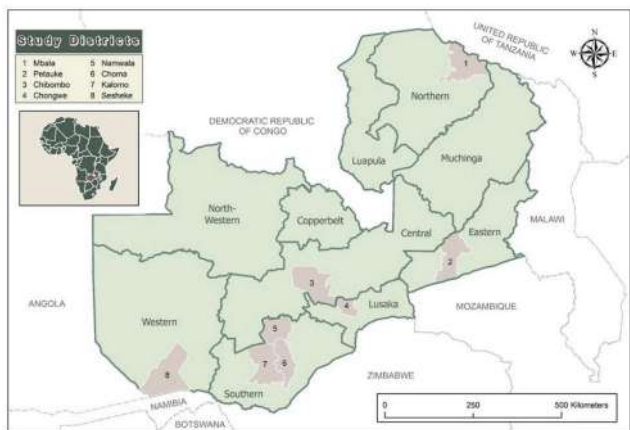 Study Districts
1 Mbala
2 Petauke
3 Chibombo
4 Chongwe
5 Namwala
6 Choma
7 Kalomo
8 Sesheke
N
W E
S
UNITED REPUBLIC
OF TANZANIA
DEMOCRATIC REPUBLIC
OF CONGO
Northern
1
Luapula
Muchinga
North-
Western
Copperbelt
Central
Eastern
MALAWI
2
3
4
Lusaka
ANGOLA
Western
MOZAMBIQUE
5
7
6
8
Southern
ZIMBABWE
NAMIBIA
BOTSWANA
0 250 500 Kilometers